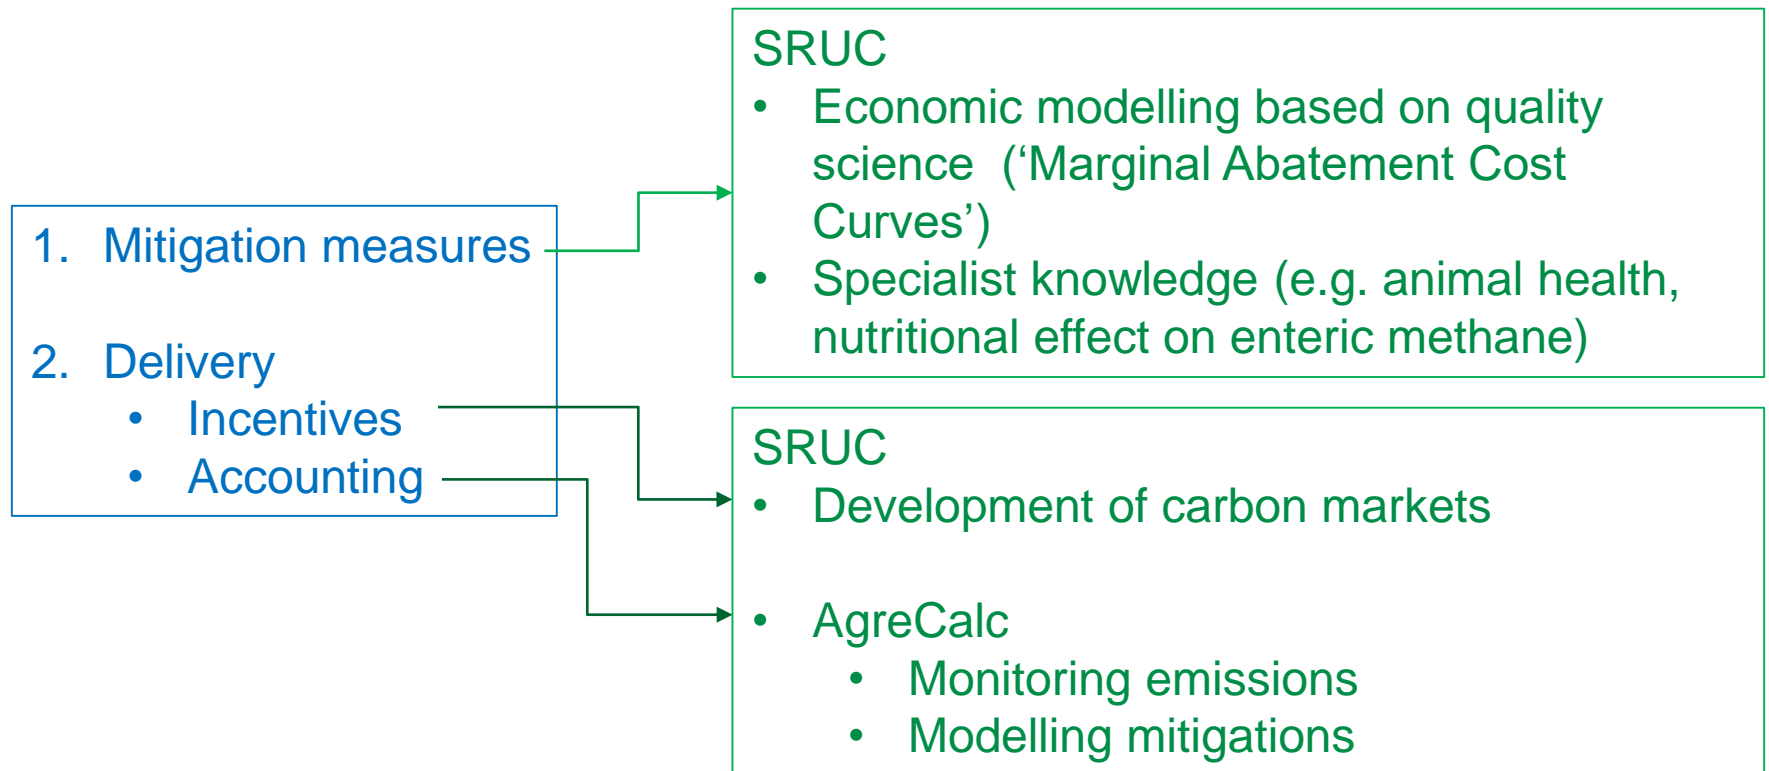 1. Mitigation measures
2. Delivery
• Incentives
• Accounting
SRUC
• Economic modelling based on quality
science (‘Marginal Abatement Cost
Curves’)
• Specialist knowledge (e.g. animal health,
nutritional effect on enteric methane)
SRUC
• Development of carbon markets
• AgreCalc
• Monitoring emissions
• Modelling mitigations